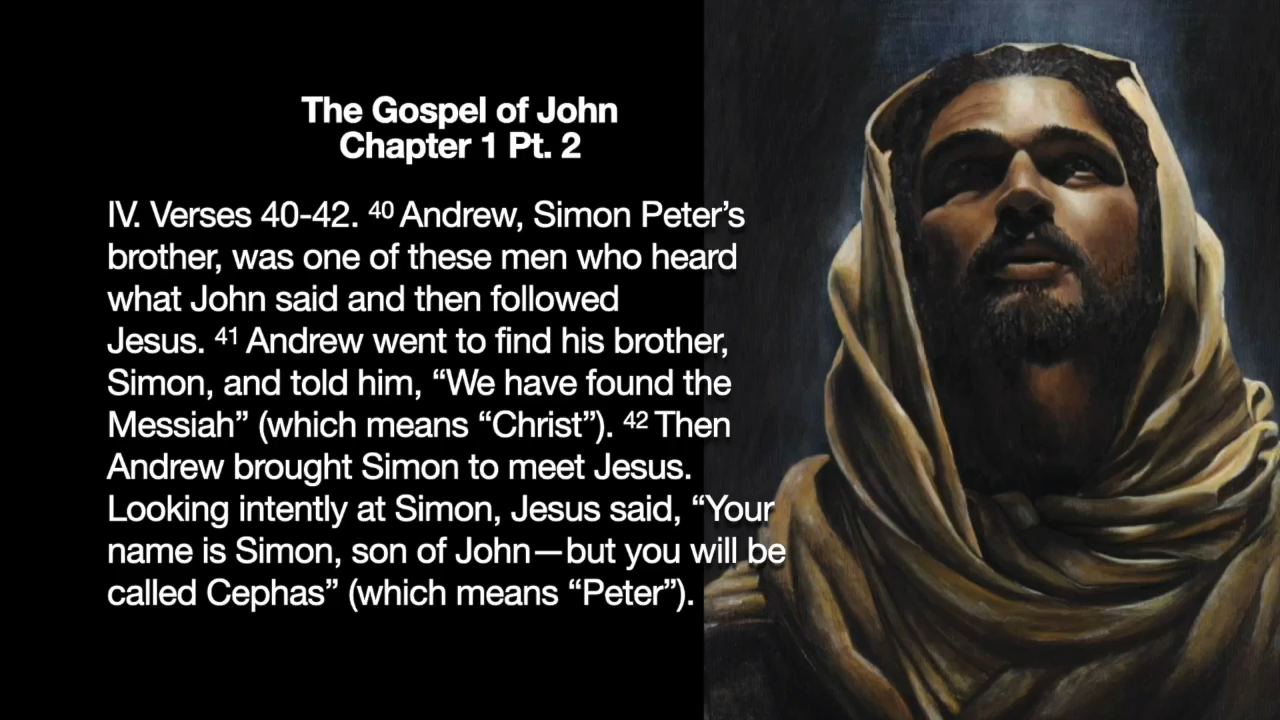 The Gospel of John
Chapter 1 Pt. 2
IV. Verses 40-42. ⁴⁰ Andrew, Simon Peter’s
brother, was one of these men who heard
what John said and then followed
Jesus. ⁴¹ Andrew went to find his brother,
Simon, and told him, “We have found the
Messiah” (which means “Christ”). ⁴² Then
Andrew brought Simon to meet Jesus.
Looking intently at Simon, Jesus said, “Your
name is Simon, son of John—but you will be
called Cephas” (which means “Peter”).